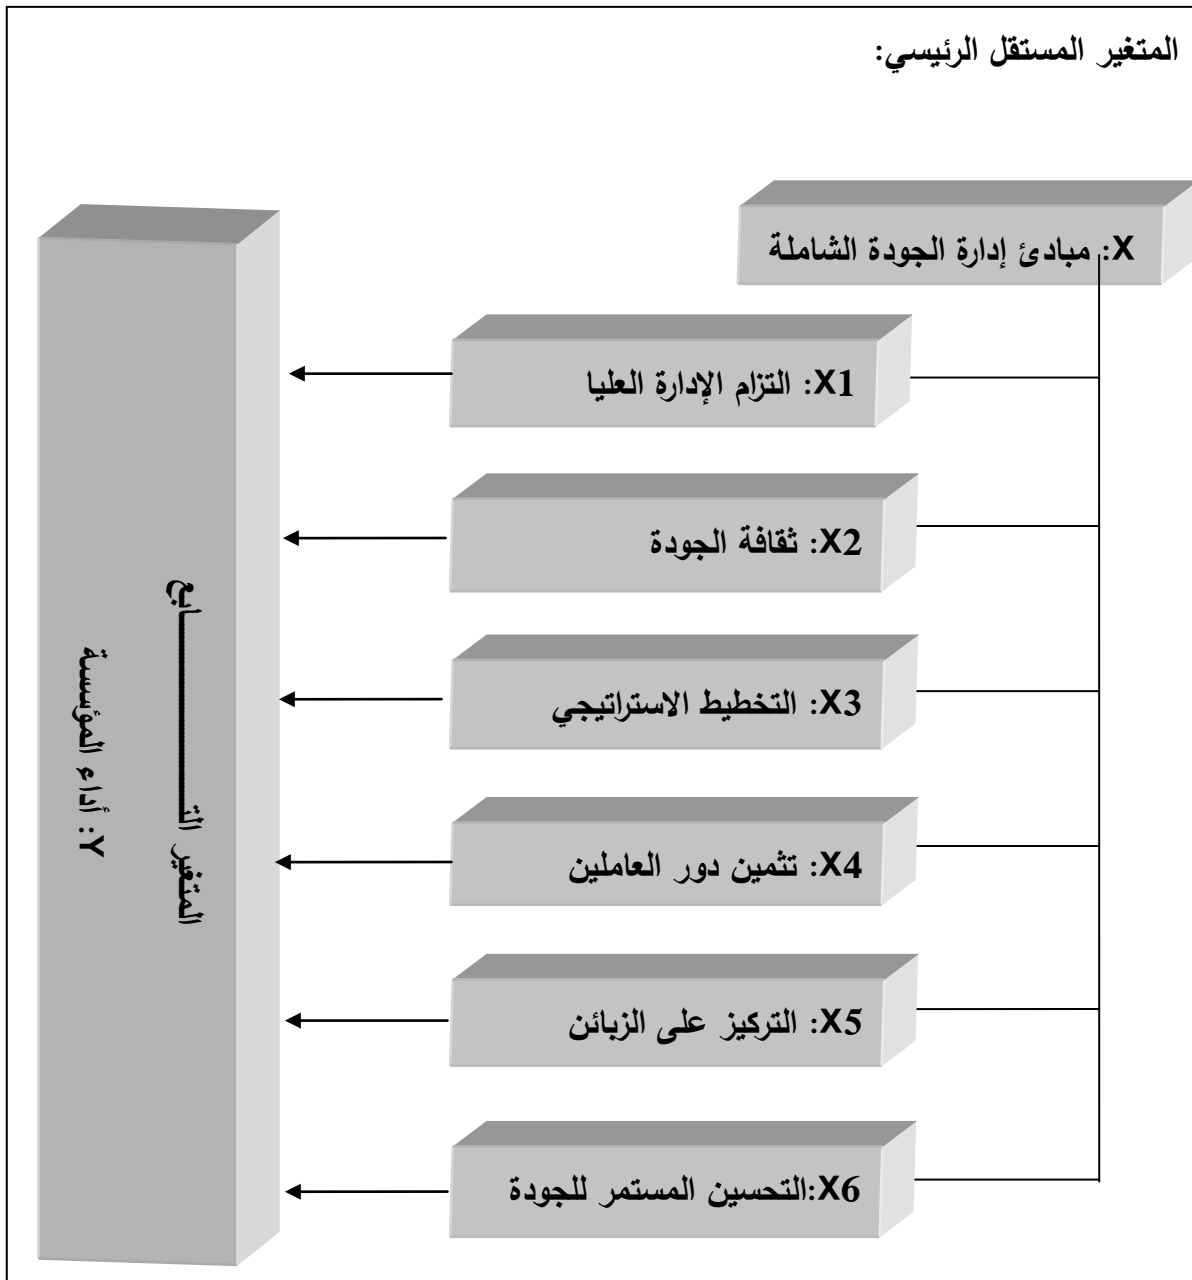 المتغير المستقل الرئيسي:
X: مبادئ إدارة الجودة الشاملة
X1: التزام الإدارة العليا
X2: ثقافة الجودة
X3: التخطيط الاستراتيجي
X4: تثمين دور العاملين
X5: التركيز على الزبائن
X6:التحسين المستمر للجودة
المتغير التـــــــــــــــابع
Y: أداء المؤسسة